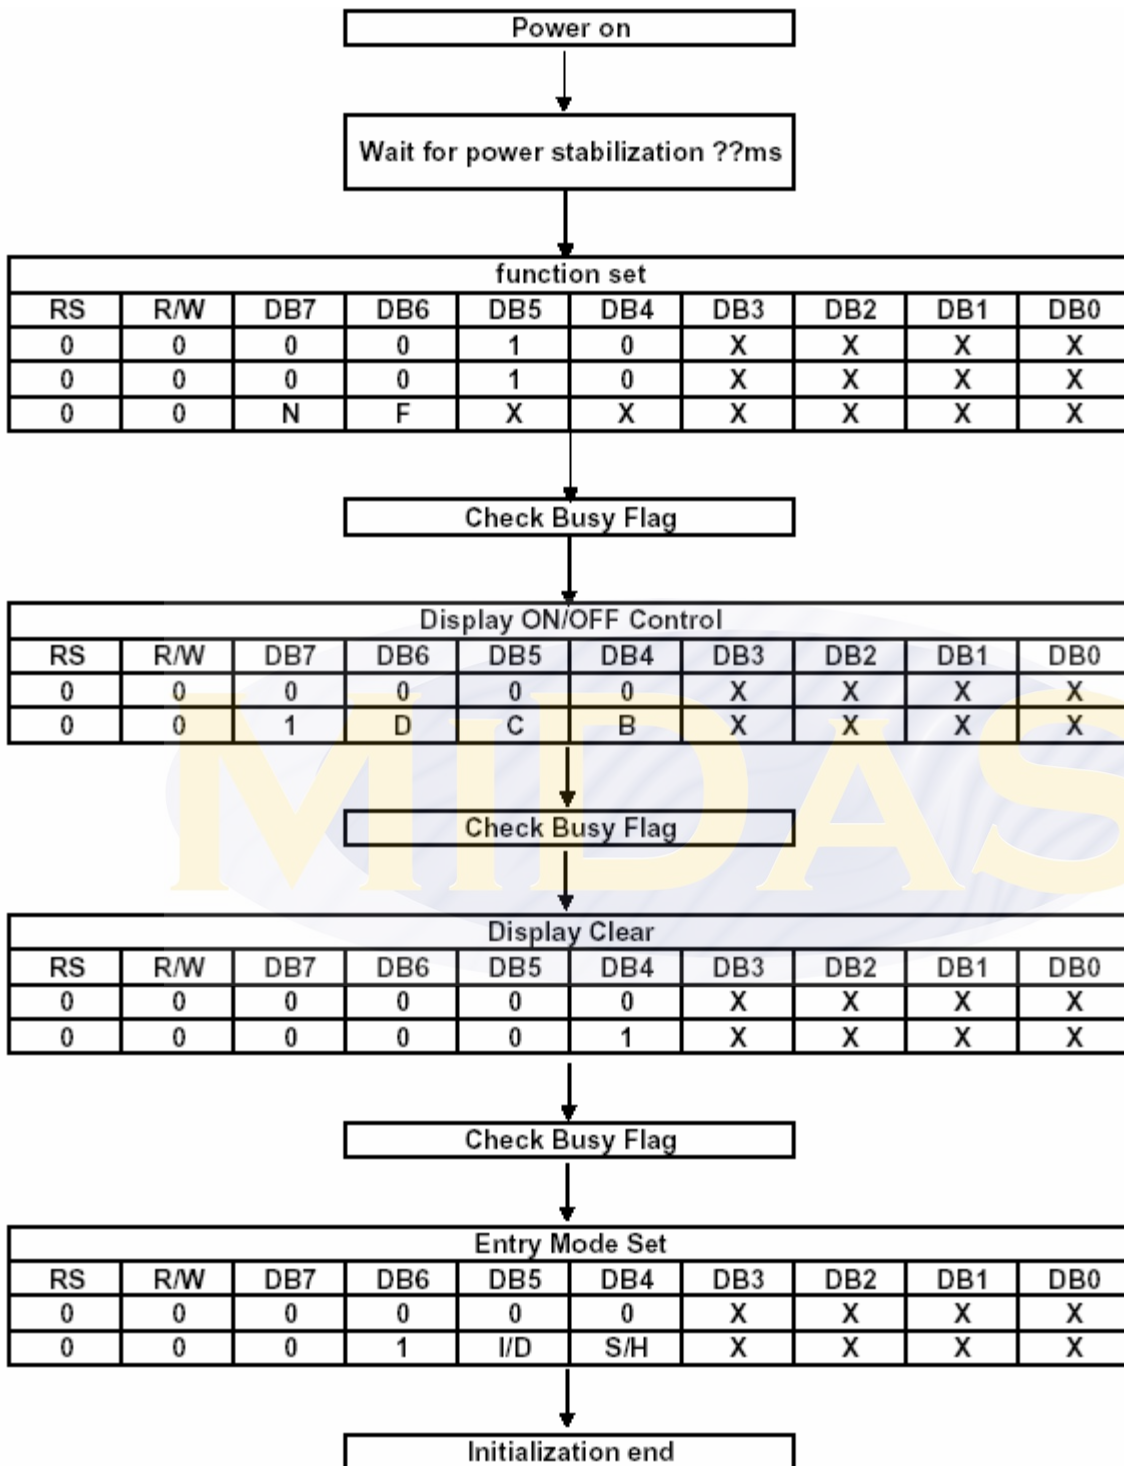 Power on
Wait for power stabilization ??ms
function set
RS R/W DB7 DB6 DB5 DB4 DB3 DB2 DB1 DB0
0 0 0 0 1 0 X X X X
0 0 0 0 1 0 X X X X
0 0 N F X X X X X X
Check Busy Flag
Display ON/OFF Control
RS R/W DB7 DB6 DB5 DB4 DB3 DB2 DB1 DB0
0 0 0 0 0 0 X X X X
0 0 1 D C B X X X X
MIDAS
Check Busy Flag
Display Clear
RS R/W DB7 DB6 DB5 DB4 DB3 DB2 DB1 DB0
0 0 0 0 0 0 X X X X
0 0 0 0 0 1 X X X X
Check Busy Flag
Entry Mode Set
RS R/W DB7 DB6 DB5 DB4 DB3 DB2 DB1 DB0
0 0 0 0 0 0 X X X X
0 0 0 1 I/D S/H X X X X
Initialization end